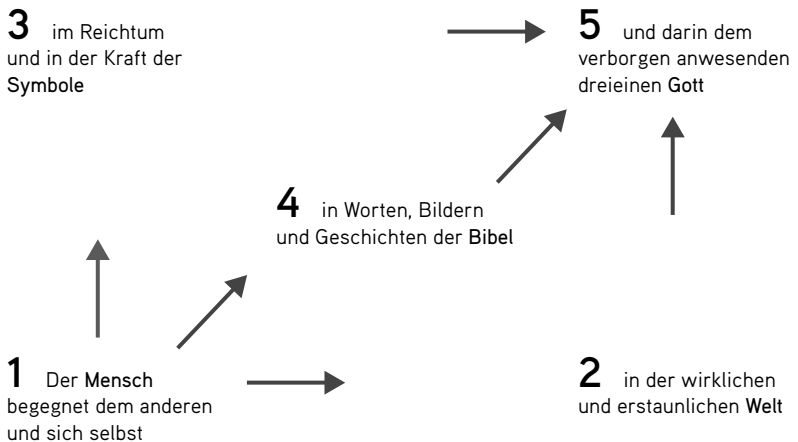 3 im Reichtum
und in der Kraft der
Symbole
5 und darin dem
verborgen anwesenden
dreieinen Gott
4 in Worten, Bildern
und Geschichten der Bibel
1 Der Mensch
begegnet dem anderen
und sich selbst
2 in der wirklichen
und erstaunlichen Welt